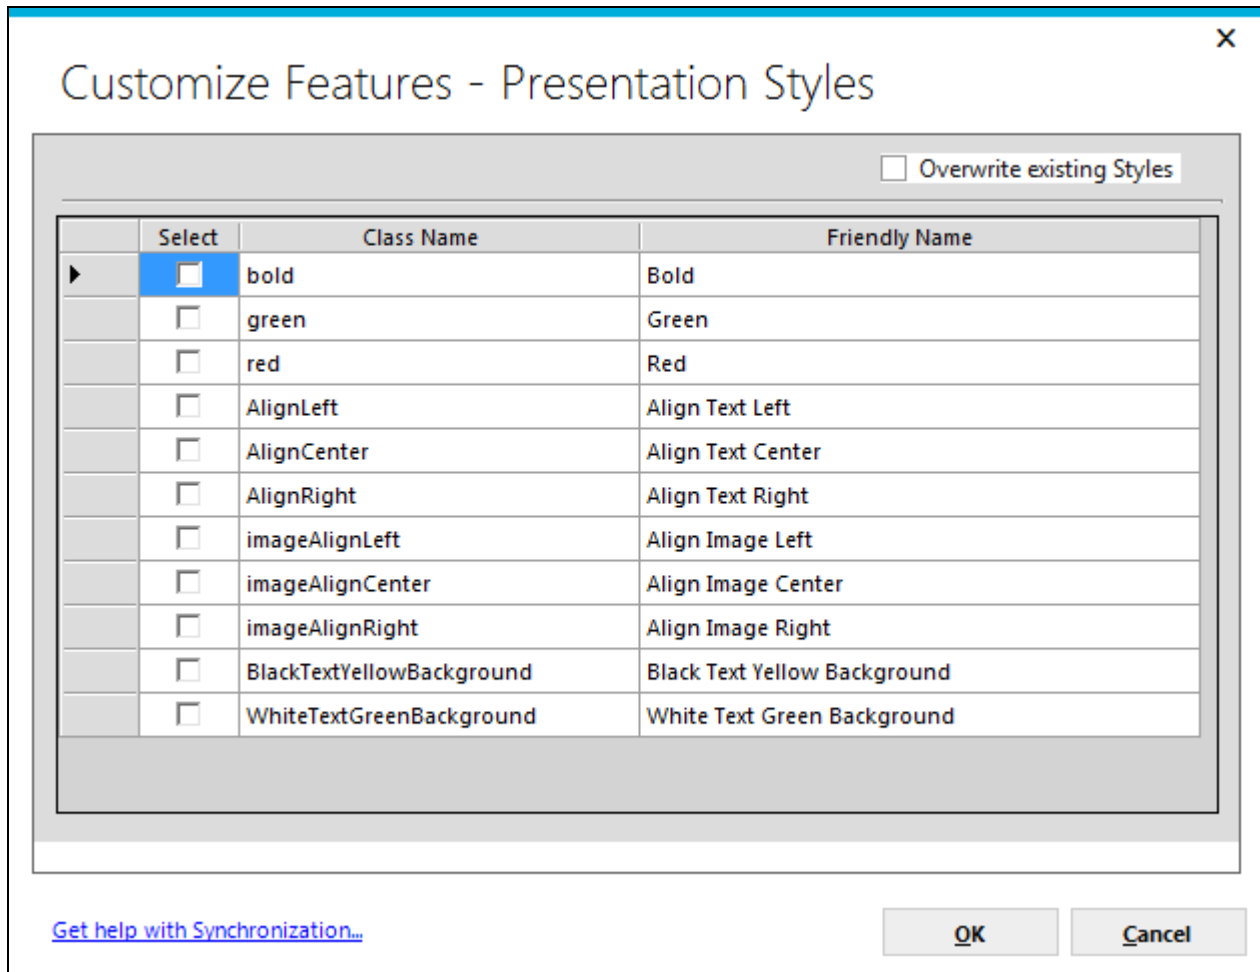 Customize Features - Presentation Styles
Overwrite existing Styles
Select Class Name Friendly Name
bold Bold
green Green
red Red
AlignLeft Align Text Left
AlignCenter Align Text Center
AlignRight Align Text Right
imageAlignLeft Align Image Left
imageAlignCenter Align Image Center
imageAlignRight Align Image Right
BlackTextYellowBackground Black Text Yellow Background
WhiteTextGreenBackground White Text Green Background
Get help with Synchronization... OK Cancel